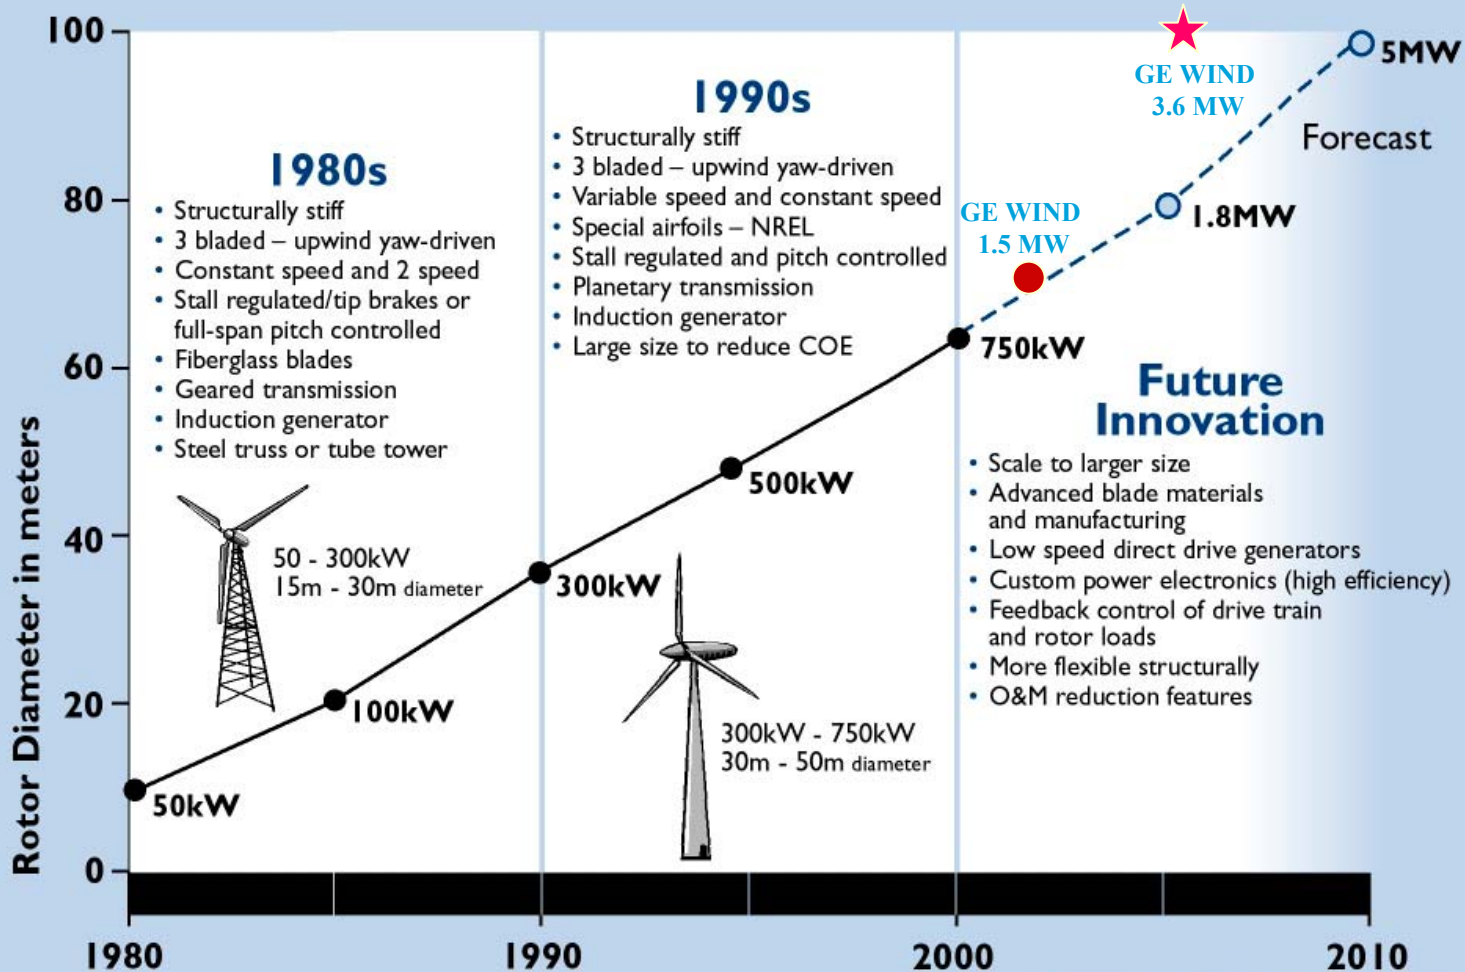 100
80
60
40
20
0
Rotor Diameter in meters
1980s
• Structurally stiff
• 3 bladed – upwind yaw-driven
• Constant speed and 2 speed
• Stall regulated/tip brakes or
full-span pitch controlled
• Fiberglass blades
• Geared transmission
• Induction generator
• Steel truss or tube tower
50 - 300kW
15m - 30m diameter
50kW
100kW
1990s
• Structurally stiff
• 3 bladed – upwind yaw-driven
• Variable speed and constant speed
• Special airfoils – NREL
• Stall regulated and pitch controlled
• Planetary transmission
• Induction generator
• Large size to reduce COE
300kW
500kW
300kW - 750kW
30m - 50m diameter
GE WIND
3.6 MW
5MW
Forecast
GE WIND
1.5 MW
1.8MW
750kW
Future
Innovation
• Scale to larger size
• Advanced blade materials
and manufacturing
• Low speed direct drive generators
• Custom power electronics (high efficiency)
• Feedback control of drive train
and rotor loads
• More flexible structurally
• O&M reduction features
1980
1990
2000
2010